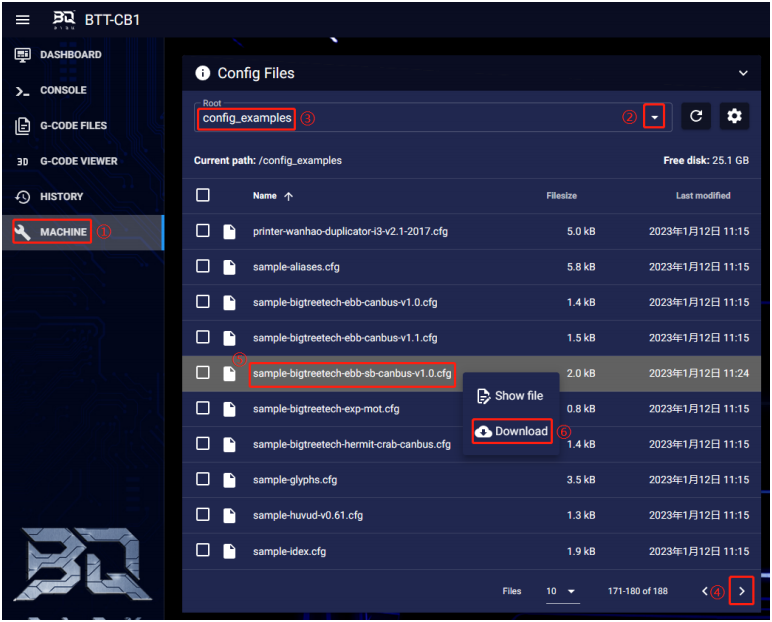 BQ BTT-CB1
DASHBOARD
CONSOLE
G-CODE FILES
3D G-CODE VIEWER
HISTORY
MACHINE ①
Config Files
Root
config_examples ③ ②
Current path: /config_examples Free disk: 25.1 GB
Name ↑ Filesize Last modified
printer-wanhao-duplicator-i3-v2.1-2017.cfg 5.0 kB 2023年1月12日 11:15
sample-aliases.cfg 5.8 kB 2023年1月12日 11:15
sample-bigtreetech-ebb-canbus-v1.0.cfg 1.4 kB 2023年1月12日 11:15
sample-bigtreetech-ebb-canbus-v1.1.cfg 1.5 kB 2023年1月12日 11:15
⑤ sample-bigtreetech-ebb-sb-canbus-v1.0.cfg 2.0 kB 2023年1月12日 11:24
Show file
sample-bigtreetech-exp-mot.cfg 0.8 kB 2023年1月12日 11:15
Download ⑥
sample-bigtreetech-hermit-crab-canbus.cfg 1.4 kB 2023年1月12日 11:15
sample-glyphs.cfg 3.5 kB 2023年1月12日 11:15
sample-huvud-v0.61.cfg 1.3 kB 2023年1月12日 11:15
sample-idex.cfg 1.9 kB 2023年1月12日 11:15
BQ
Files 10 171-180 of 188 ④